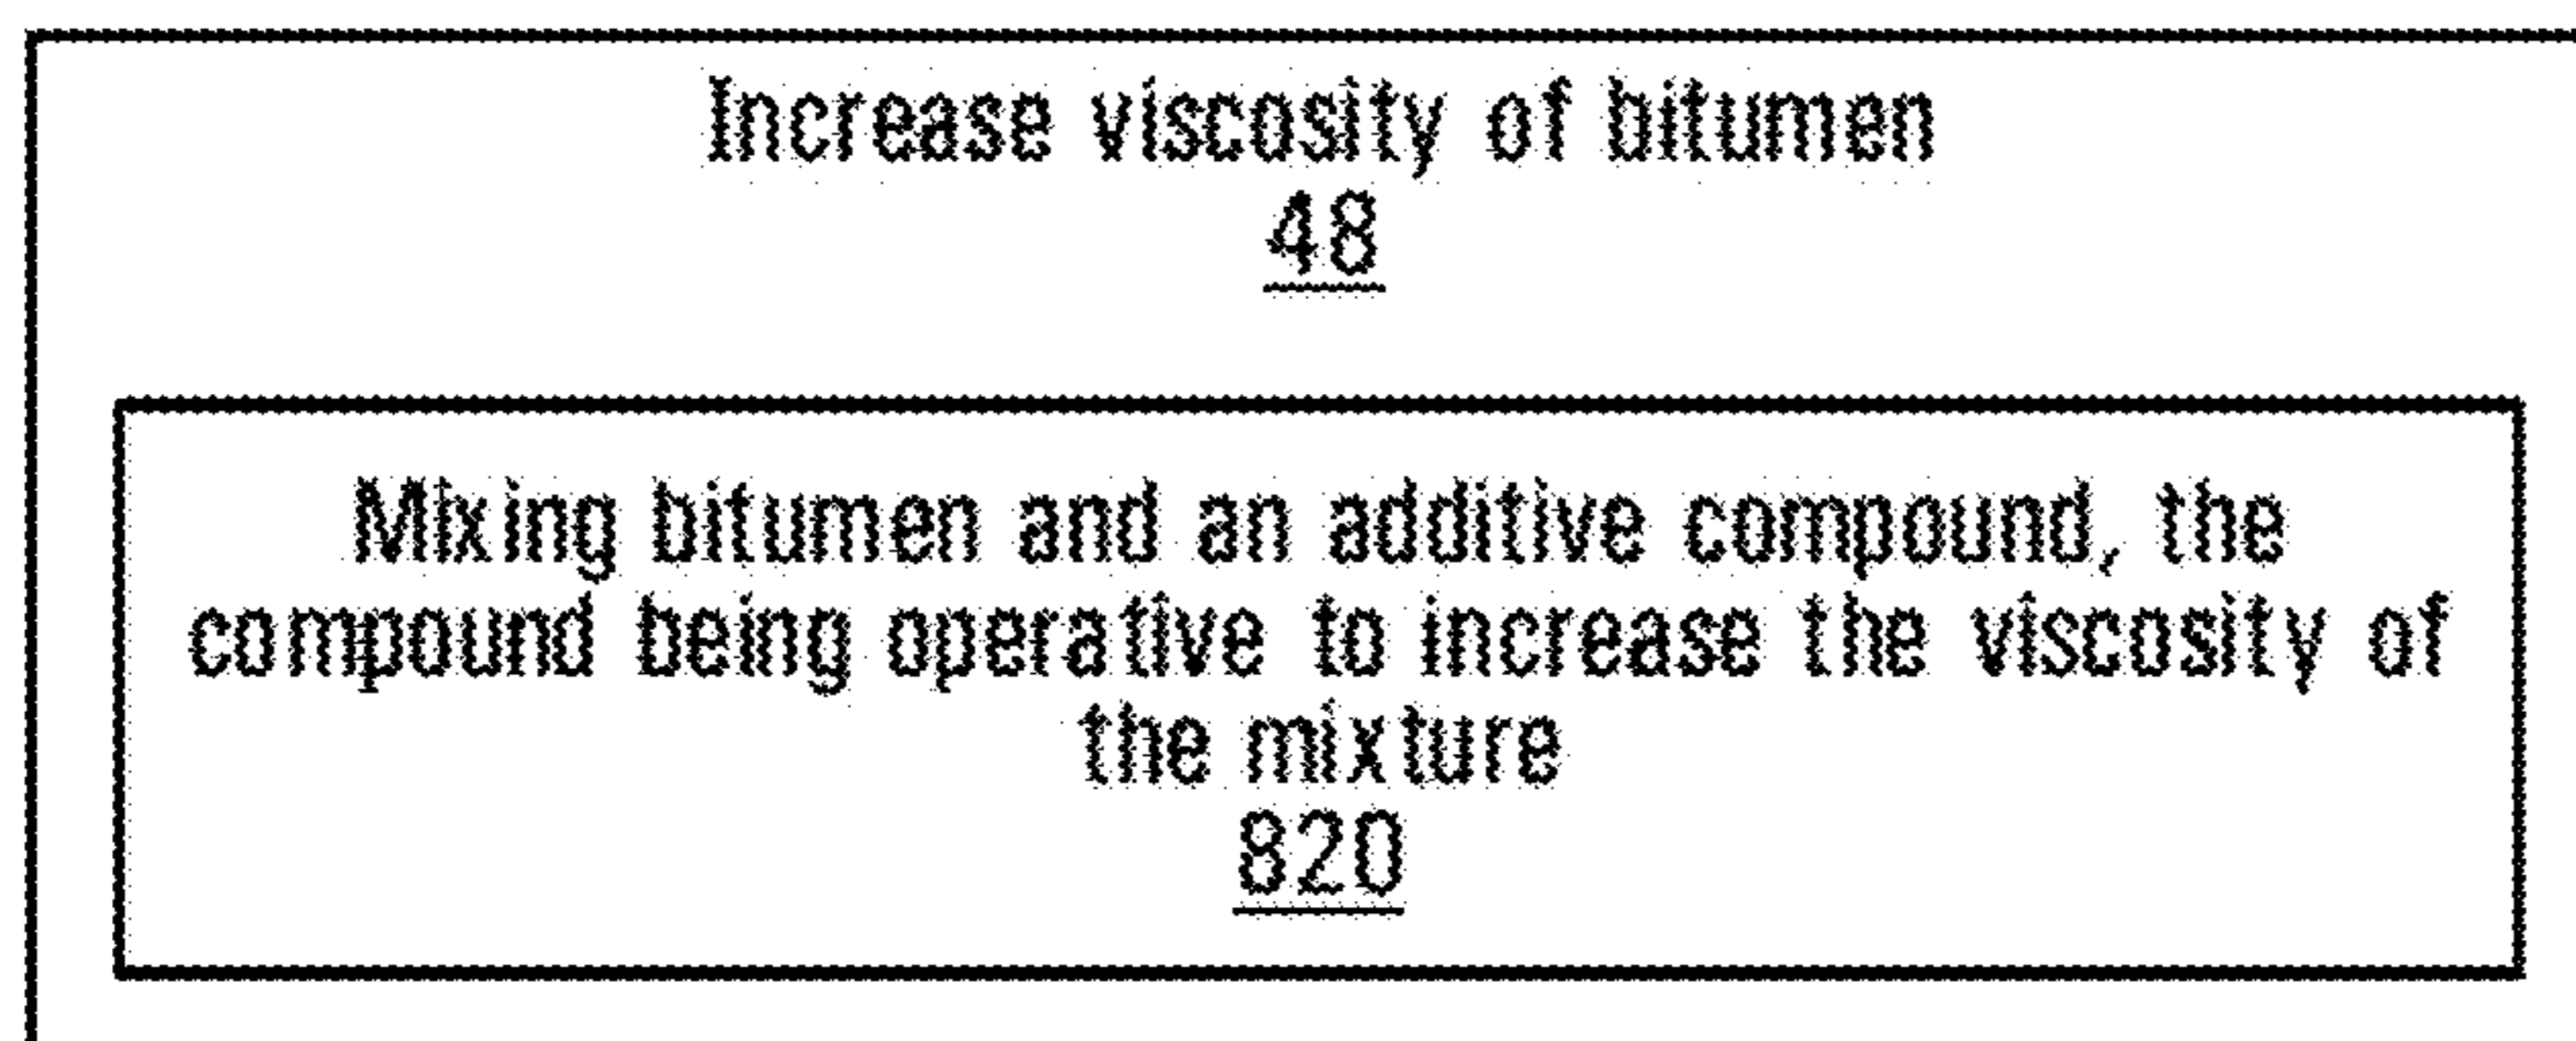 Increase viscosity of bitumen
48
Mixing bitumen and an additive compound, the
compound being operative to increase the viscosity of
the mixture
820